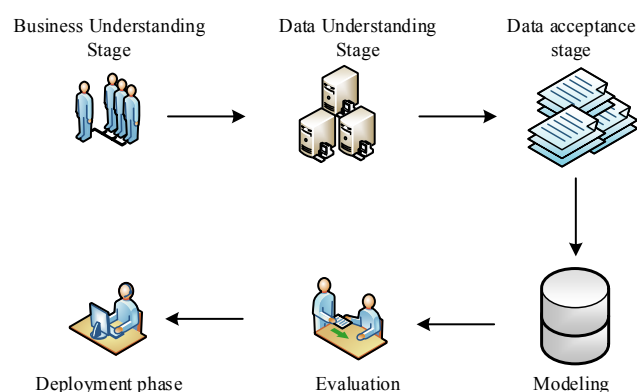 Business Understanding
Stage
Data Understanding
Stage
Data acceptance
stage
Deployment phase
Evaluation
Modeling